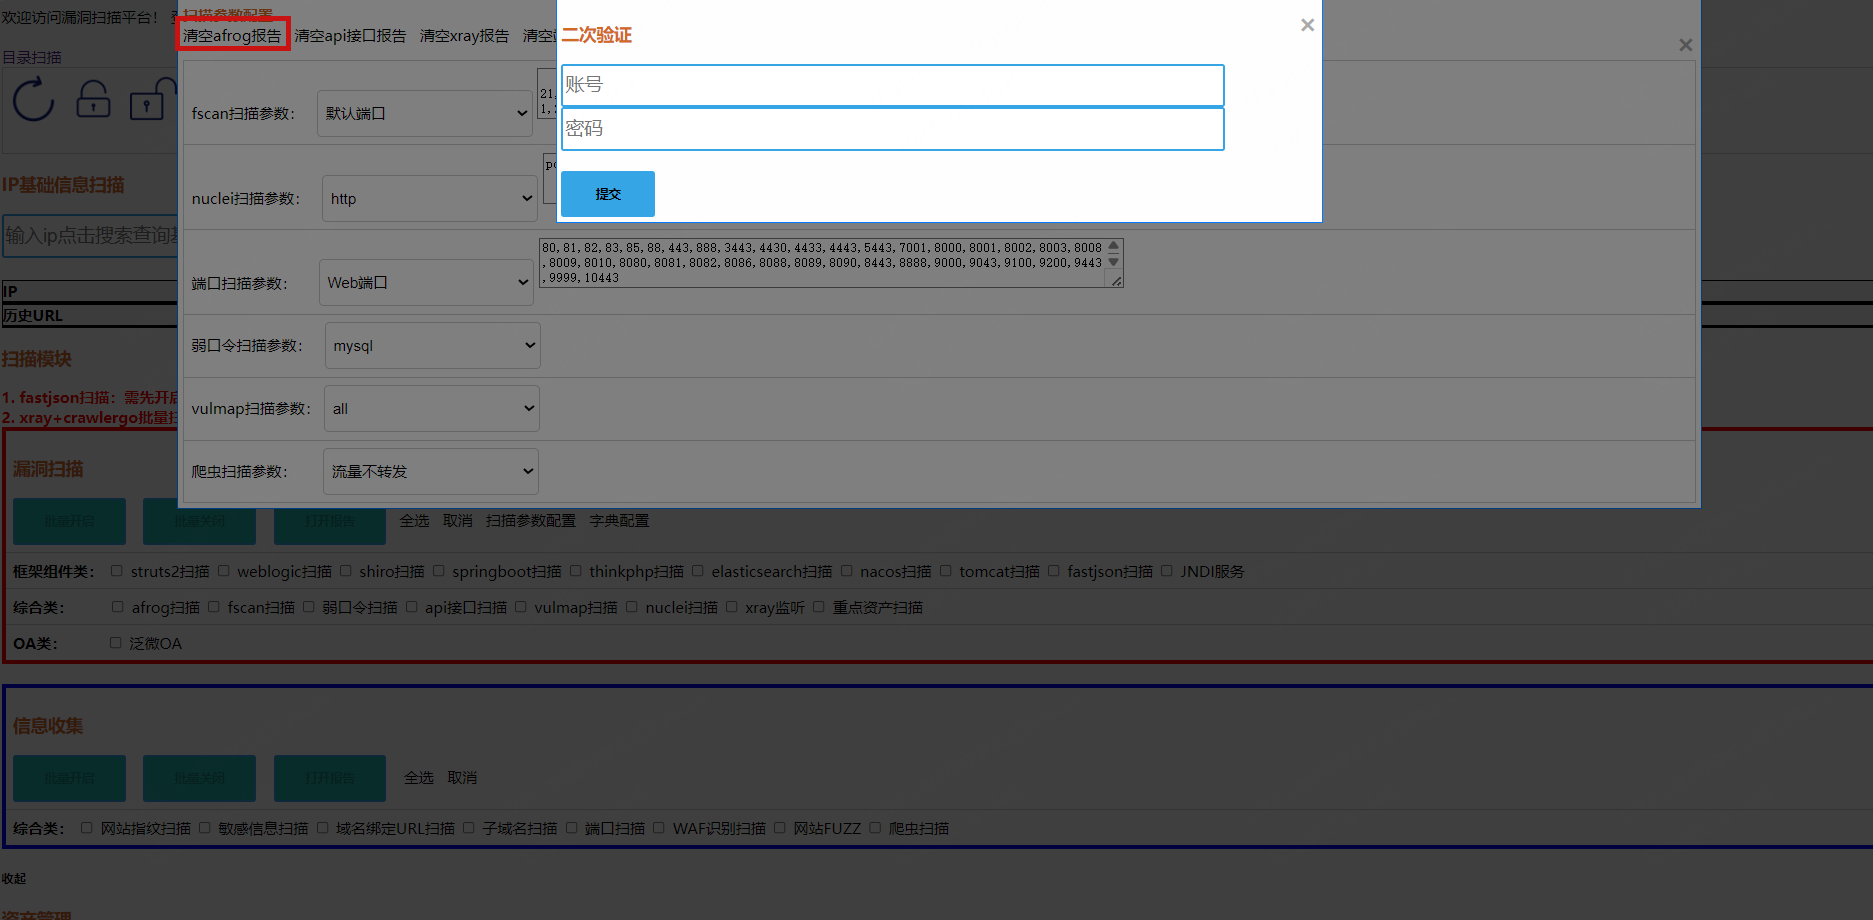 欢迎访问漏洞扫描平台！
目录扫描
IP基础信息扫描
输入ip点击搜索查询
IP
历史URL
扫描模块
1. fastjson扫描：需先开启
2. xray+crawlergo批量扫
扫描参数配置
清空afrog报告 清空api接口报告 清空xray报告 清空
×
fscan扫描参数： 默认端口
21,
1,
nuclei扫描参数： http
po
端口扫描参数： Web端口
80,81,82,83,85,88,443,888,3443,4430,4433,4443,5443,7001,8000,8001,8002,8003,8008
,8009,8010,8080,8081,8082,8086,8088,8089,8090,8443,8888,9000,9043,9100,9200,9443
,9999,10443
弱口令扫描参数： mysql
vulmap扫描参数： all
爬虫扫描参数： 流量不转发
二次验证
×
账号
密码
提交
漏洞扫描
批量开启 批量关闭 打开报告 全选 取消 扫描参数配置 字典配置
框架组件类： struts2扫描 weblogic扫描 shiro扫描 springboot扫描 thinkphp扫描 elasticsearch扫描 nacos扫描 tomcat扫描 fastjson扫描 JNDI服务
综合类： afrog扫描 fscan扫描 弱口令扫描 api接口扫描 vulmap扫描 nuclei扫描 xray监听 重点资产扫描
OA类： 泛微OA
信息收集
批量开启 批量关闭 打开报告 全选 取消
综合类： 网站指纹扫描 敏感信息扫描 域名绑定URL扫描 子域名扫描 端口扫描 WAF识别扫描 网站FUZZ 爬虫扫描
收起
资产管理